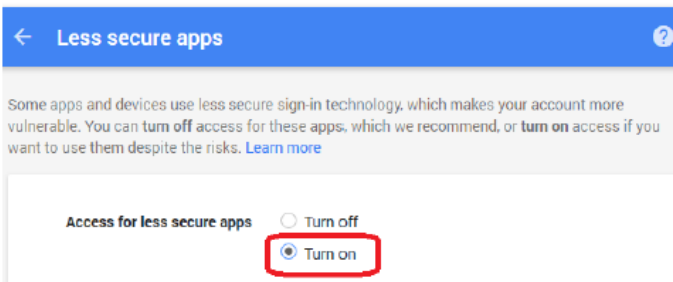 Less secure apps
Some apps and devices use less secure sign-in technology, which makes your account more
vulnerable. You can turn off access for these apps, which we recommend, or turn on access if you
want to use them despite the risks. Learn more
Access for less secure apps
Turn off
Turn on